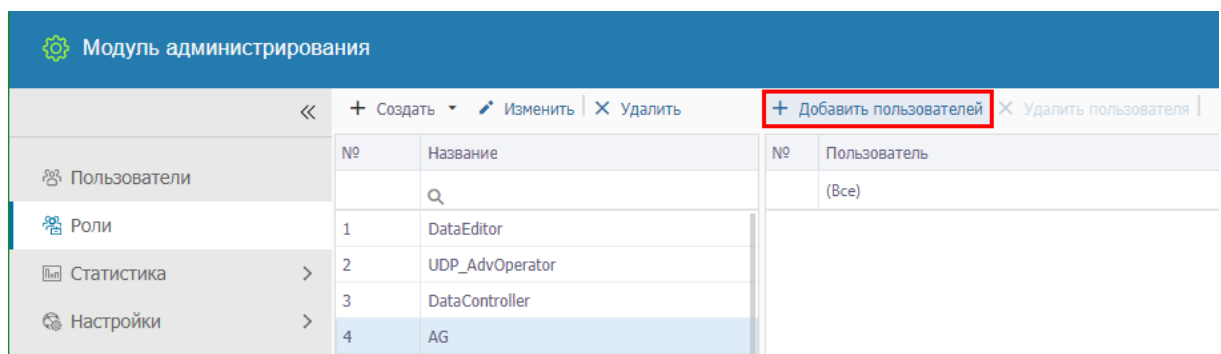 Модуль администрирования
Создать Изменить Удалить Добавить пользователей Удалить пользователя
№ Название № Пользователь
Пользователи
(Все)
Роли
1 DataEditor
2 UDP_AdvOperator
Статистика
3 DataController
Настройки
4 AG